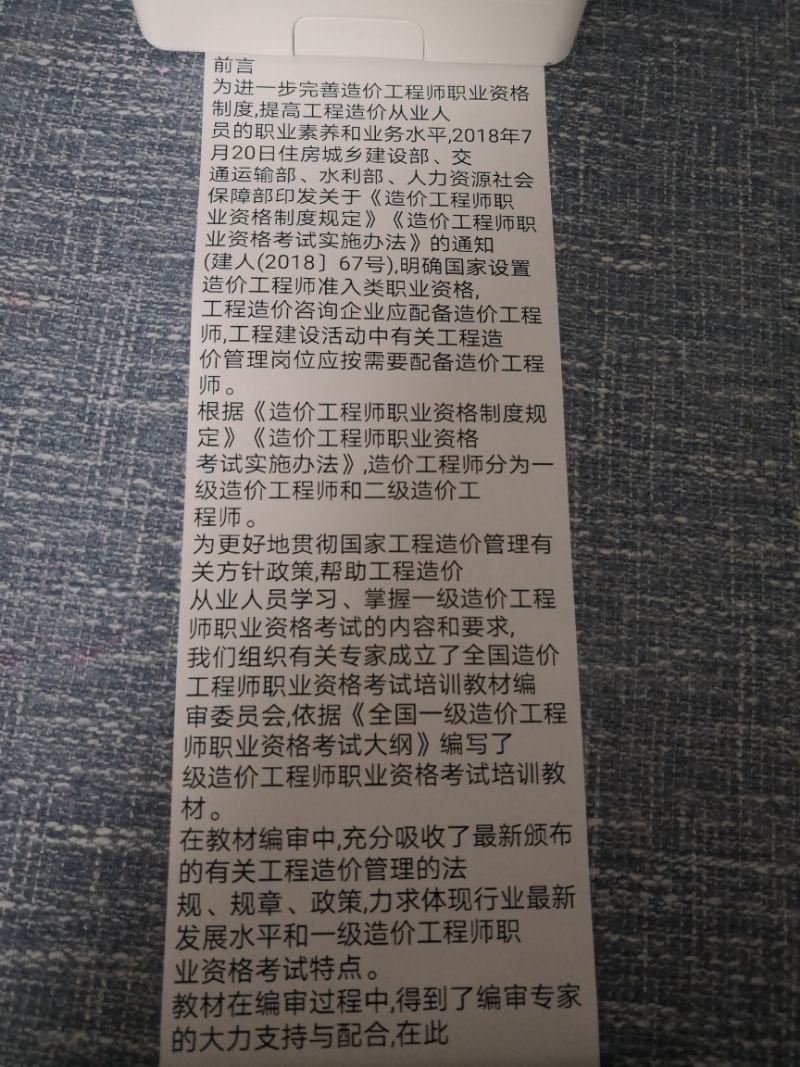 前言
为进一步完善造价工程师职业资格
制度,提高工程造价从业人
员的职业素养和业务水平,2018年7
月20日住房城乡建设部、交
通运输部、水利部、人力资源社会
保障部印发关于《造价工程师职
业资格制度规定》《造价工程师职
业资格考试实施办法》的通知
(建人(2018〕67号),明确国家设置
造价工程师准入类职业资格,
工程造价咨询企业应配备造价工程
师,工程建设活动中有关工程造
价管理岗位应按需要配备造价工程
师。
根据《造价工程师职业资格制度规
定》《造价工程师职业资格
考试实施办法》,造价工程师分为一
级造价工程师和二级造价工
程师。
为更好地贯彻国家工程造价管理有
关方针政策,帮助工程造价
从业人员学习、掌握一级造价工程
师职业资格考试的内容和要求,
我们组织有关专家成立了全国造价
工程师职业资格考试培训教材编
审委员会,依据《全国一级造价工程
师职业资格考试大纲》编写了
级造价工程师职业资格考试培训教
材。
在教材编审中,充分吸收了最新颁布
的有关工程造价管理的法
规、规章、政策,力求体现行业最新
发展水平和一级造价工程师职
业资格考试特点。
教材在编审过程中,得到了编审专家
的大力支持与配合,在此